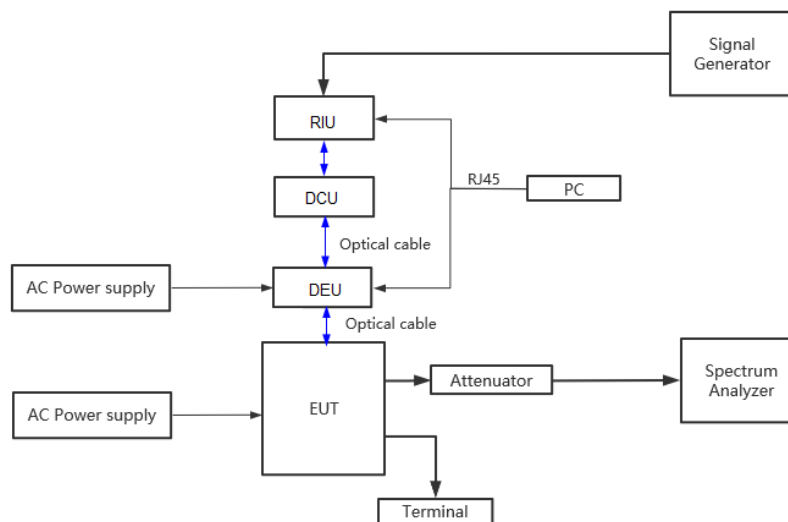 Signal
Generator
RIU
RJ45
PC
DCU
Optical cable
AC Power supply
DEU
Optical cable
Attenuator
Spectrum
Analyzer
AC Power supply
EUT
Terminal